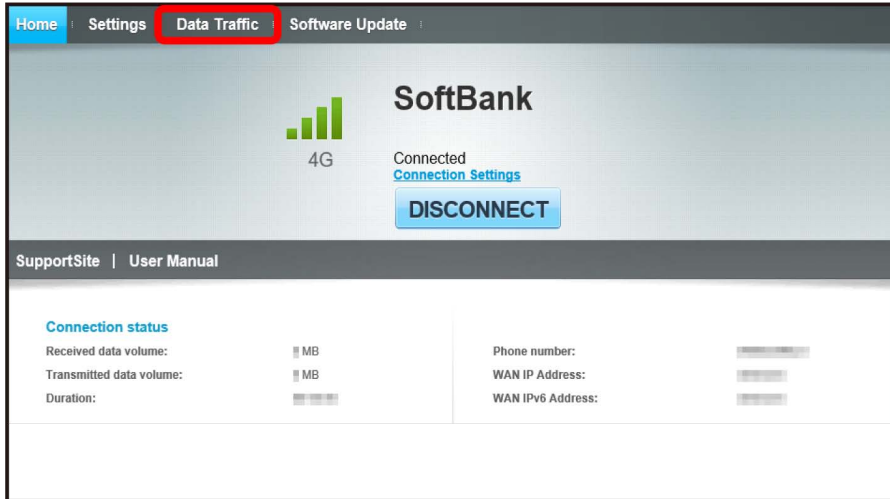 Home Settings Data Traffic Software Update
SoftBank
4G
Connected
Connection Settings
DISCONNECT
SupportSite | User Manual
Connection status
Received data volume: MB
Transmitted data volume: MB
Duration:
Phone number:
WAN IP Address:
WAN IPv6 Address: